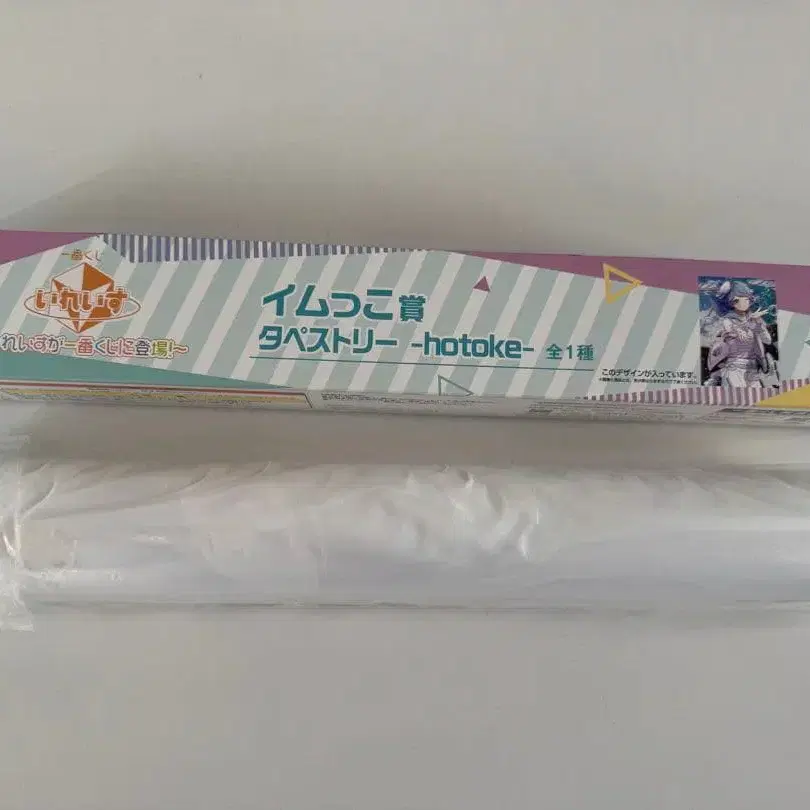 一番くじ
いれいす
れいすが一番くじに登場!~
イムっこ賞
タペストリー -hotoke- 全1種
このデザインが入っています。